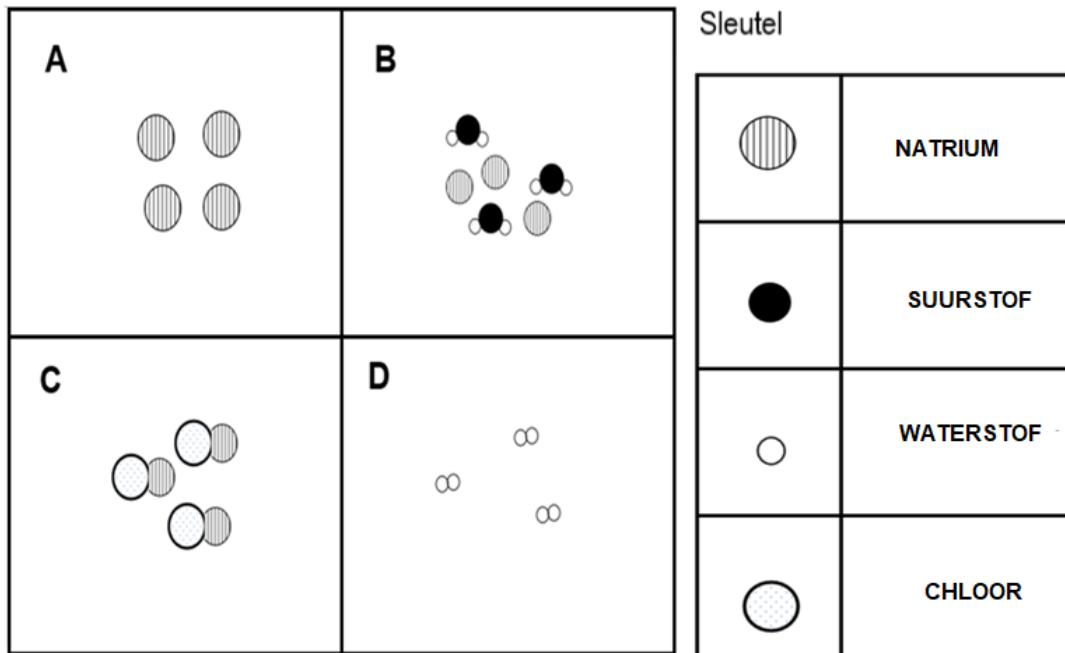 Sleutel
A
B
NATRIUM
SUURSTOF
C
D
WATERSTOF
CHLOOR